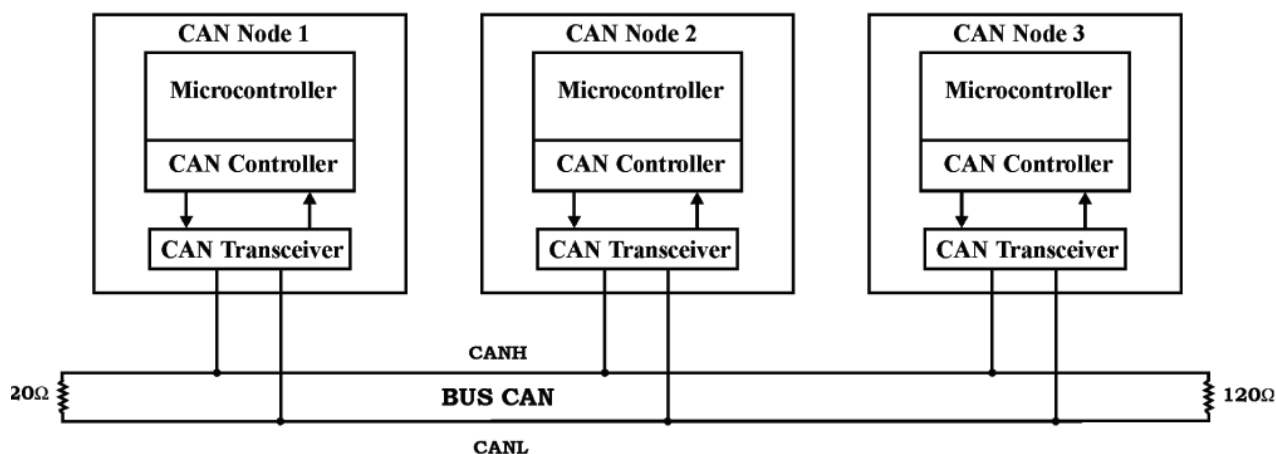 CAN Node 1
Microcontroller
CAN Controller
CAN Transceiver
CAN Node 2
Microcontroller
CAN Controller
CAN Transceiver
CAN Node 3
Microcontroller
CAN Controller
CAN Transceiver
CANH
20Ω
BUS CAN
120Ω
CANL